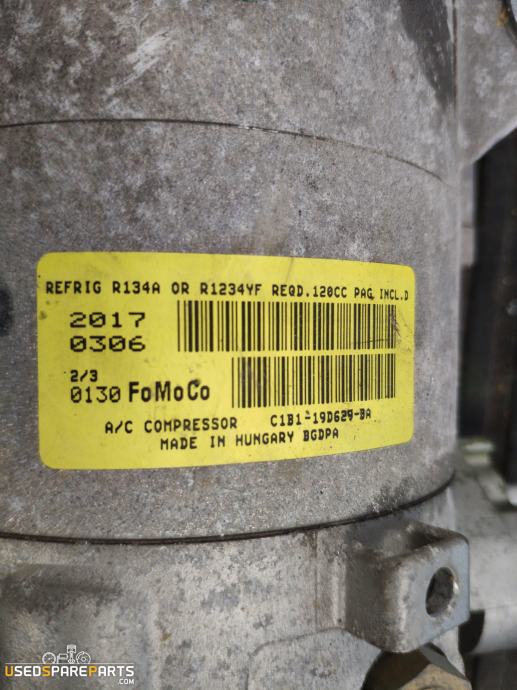 REFRIG R134A OR R1234YF REQD.120CC PAG INCL.D
2017
0306
2/3
0130 FoMoCo
A/C COMPRESSOR C1B1-19D629-BA
MADE IN HUNGARY BGDPA
USEDSPAREPARTS
.COM